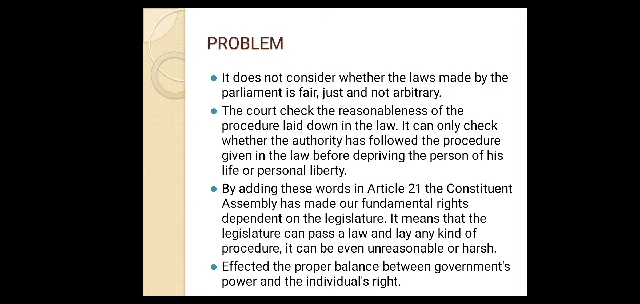 PROBLEM
It does not consider whether the laws made by the
parliament is fair, just and not arbitrary.
The court check the reasonableness of the
procedure laid down in the law. It can only check
whether the authority has followed the procedure
given in the law before depriving the person of his
life or personal liberty.
By adding these words in Article 21 the Constituent
Assembly has made our fundamental rights
dependent on the legislature. It means that the
legislature can pass a law and lay any kind of
procedure, it can be even unreasonable or harsh.
Effected the proper balance between government's
power and the individual's right.